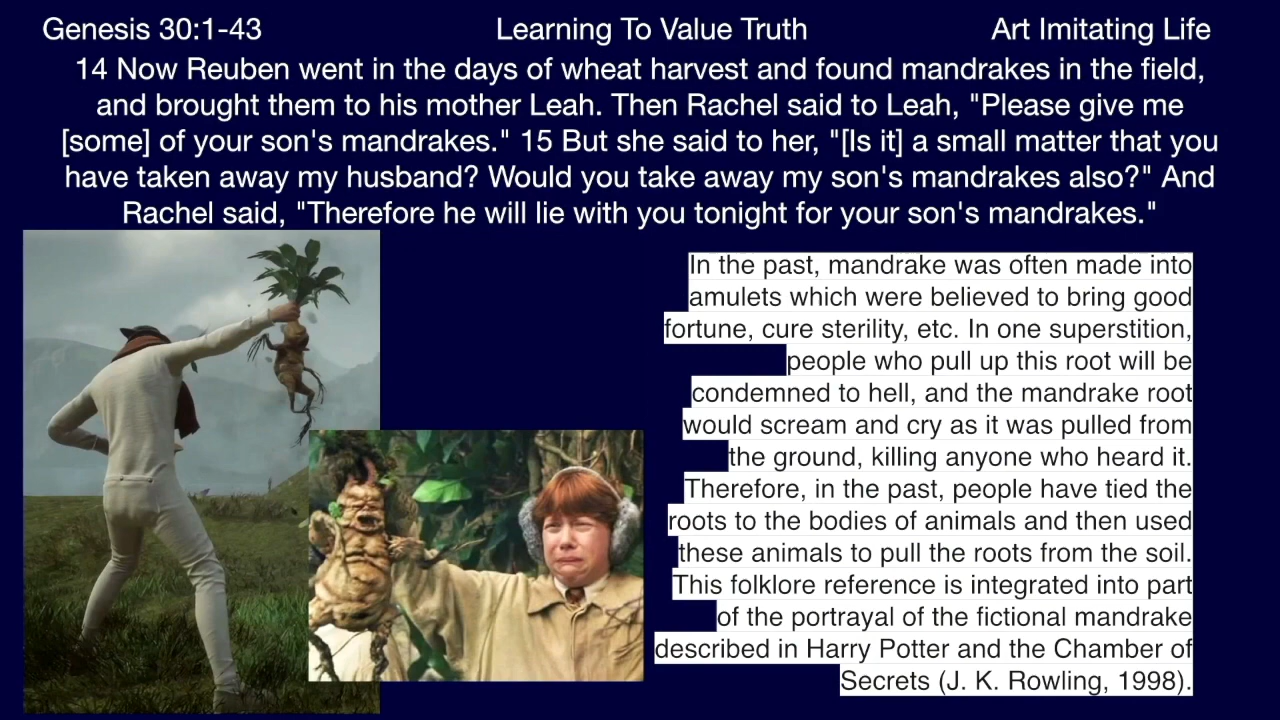 Genesis 30:1-43
Learning To Value Truth
Art Imitating Life
14 Now Reuben went in the days of wheat harvest and found mandrakes in the field,
and brought them to his mother Leah. Then Rachel said to Leah, "Please give me
[some] of your son's mandrakes." 15 But she said to her, "[Is it] a small matter that you
have taken away my husband? Would you take away my son's mandrakes also?" And
Rachel said, "Therefore he will lie with you tonight for your son's mandrakes."
In the past, mandrake was often made into
amulets which were believed to bring good
fortune, cure sterility, etc. In one superstition,
people who pull up this root will be
condemned to hell, and the mandrake root
would scream and cry as it was pulled from
the ground, killing anyone who heard it.
Therefore, in the past, people have tied the
roots to the bodies of animals and then used
these animals to pull the roots from the soil.
This folklore reference is integrated into part
of the portrayal of the fictional mandrake
described in Harry Potter and the Chamber of
Secrets (J. K. Rowling, 1998).